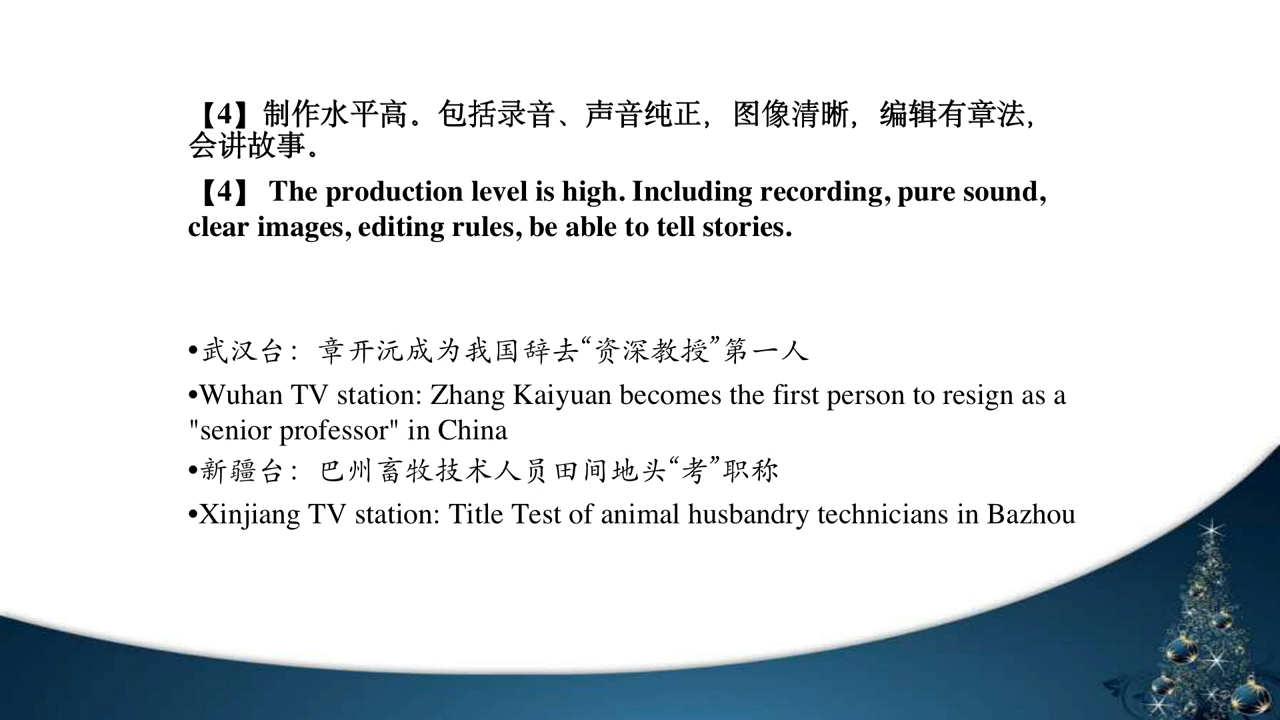 【4】制作水平高。包括录音、声音纯正，图像清晰，编辑有章法，
会讲故事。
【4】 The production level is high. Including recording, pure sound,
clear images, editing rules, be able to tell stories.
•武汉台：章开沅成为我国辞去“资深教授”第一人
•Wuhan TV station: Zhang Kaiyuan becomes the first person to resign as a
"senior professor" in China
•新疆台：巴州畜牧技术人员田间地头“考”职称
•Xinjiang TV station: Title Test of animal husbandry technicians in Bazhou